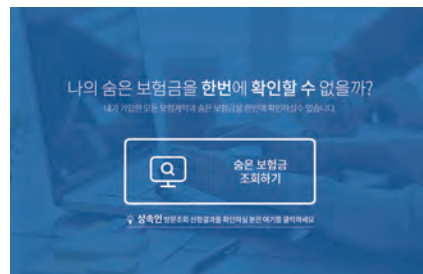 나의 숨은 보험금을 한번에 확인할 수 없을까?
내가 가입한 모든 보험계약과 숨은 보험금을 한번에 확인하실수 있습니다.
숨은 보험금
조회하기
상속인 방문조회 신청결과를 확인하실 분은 여기를 클릭하세요